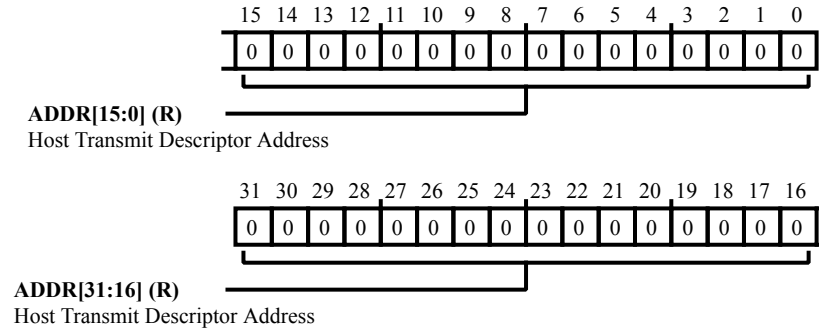 15 14 13 12 11 10 9 8 7 6 5 4 3 2 1 0
0 0 0 0 0 0 0 0 0 0 0 0 0 0 0 0
ADDR[15:0] (R)
Host Transmit Descriptor Address
31 30 29 28 27 26 25 24 23 22 21 20 19 18 17 16
0 0 0 0 0 0 0 0 0 0 0 0 0 0 0 0
ADDR[31:16] (R)
Host Transmit Descriptor Address